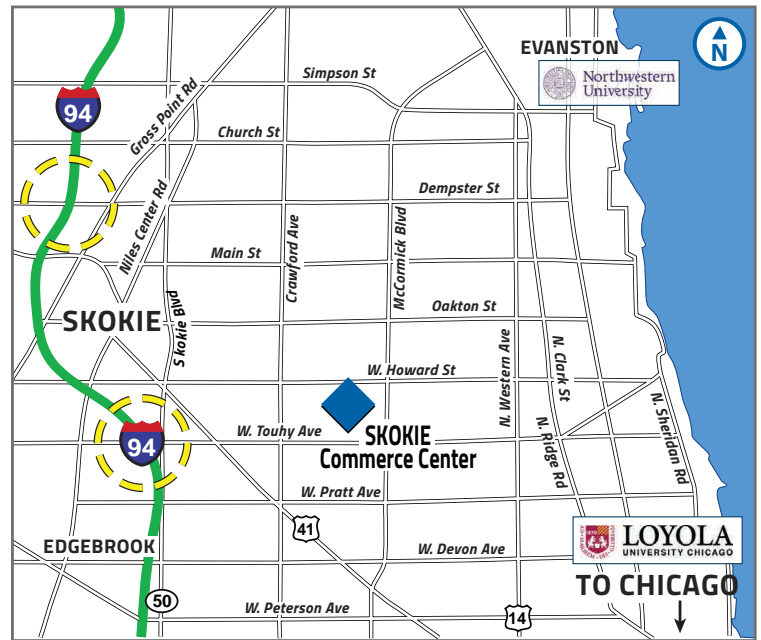 EVANSTON
N
Northwestern
University
Simpson St
94
Gross Point Rd
Church St
Dempster St
Niles Center Rd
Crawford Ave
McCormick Blvd
Main St
Skokie Blvd
SKOKIE
Oakton St
N. Western Ave
N. Clark St
W. Howard St
N. Sheridan Rd
W. Touhy Ave
SKOKIE
Commerce Center
N. Ridge Rd
94
W. Pratt Ave
41
LOYOLA
UNIVERSITY CHICAGO
EDGEBROOK
W. Devon Ave
TO CHICAGO
50
W. Peterson Ave
14